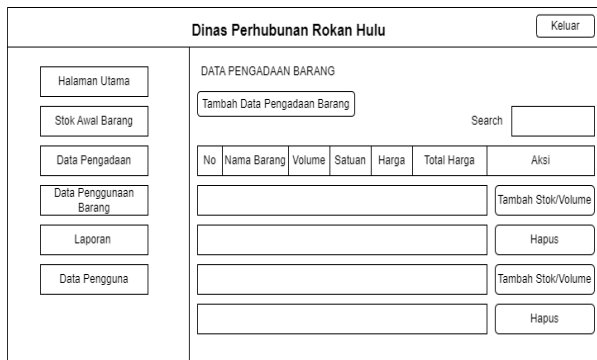 Dinas Perhubunan Rokan Hulu
Keluar
Halaman Utama
Stok Awal Barang
Data Pengadaan
Data Penggunaan
Barang
Laporan
Data Pengguna
DATA PENGADAAN BARANG
Tambah Data Pengadaan Barang
Search
No Nama Barang Volume Satuan Harga Total Harga Aksi
Tambah Stok/Volume
Hapus
Tambah Stok/Volume
Hapus